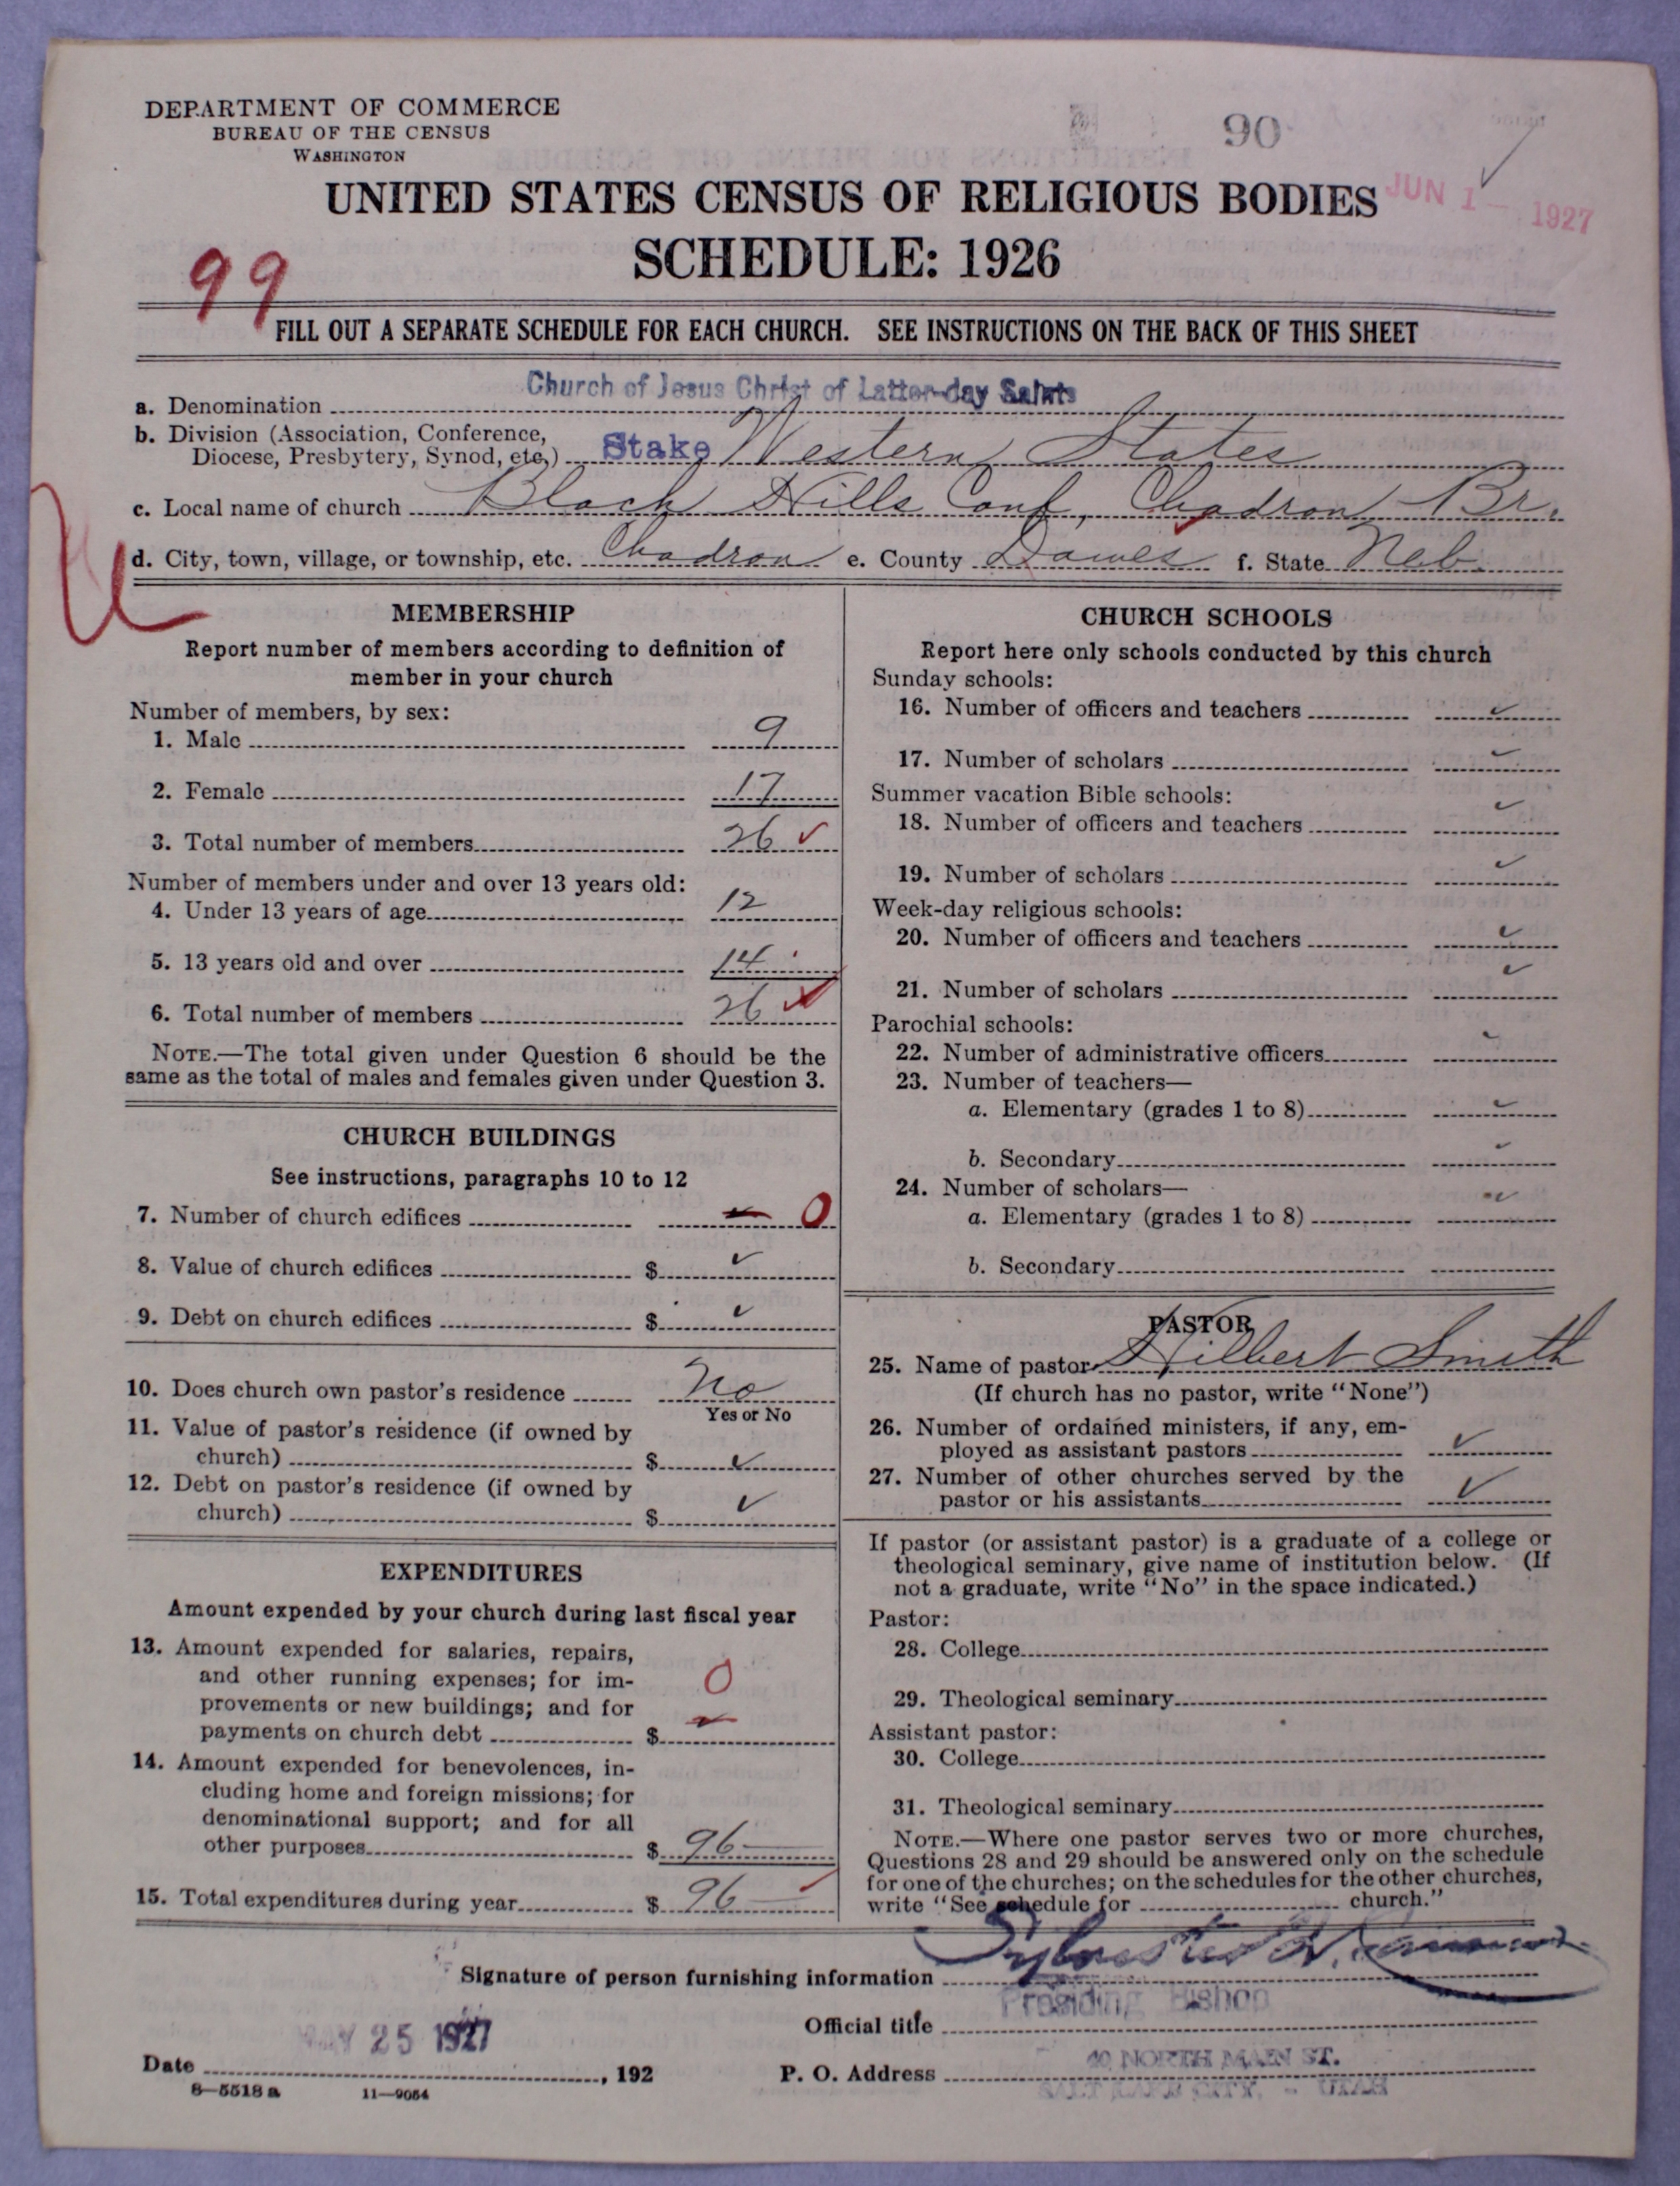 DEPARTMENT OF COMMERCE
BUREAU OF THE CENSUS
WASHINGTON
90
UNITED STATES CENSUS OF RELIGIOUS BODIES
JUN 1 - 1927
SCHEDULE: 1926
99
FILL OUT A SEPARATE SCHEDULE FOR EACH CHURCH. SEE INSTRUCTIONS ON THE BACK OF THIS SHEET
a. Denomination Church of Jesus Christ of Latter-day Saints
b. Division (Association, Conference,
Diocese, Presbytery, Synod, etc.) Stake Western States
c. Local name of church Black Hills Conf, Chadron Br.
d. City, town, village, or township, etc. Chadron e. County Dawes f. State Neb.
MEMBERSHIP
Report number of members according to definition of
member in your church
Number of members, by sex:
1. Male 9
2. Female 17
3. Total number of members 26 ✓
Number of members under and over 13 years old:
4. Under 13 years of age 12
5. 13 years old and over 14
6. Total number of members 26 ✓
NOTE.—The total given under Question 6 should be the
same as the total of males and females given under Question 3.
CHURCH BUILDINGS
See instructions, paragraphs 10 to 12
7. Number of church edifices 0
8. Value of church edifices $ ✓
9. Debt on church edifices $ ✓
10. Does church own pastor's residence No
Yes or No
11. Value of pastor's residence (if owned by
church) $ ✓
12. Debt on pastor's residence (if owned by
church) $ ✓
EXPENDITURES
Amount expended by your church during last fiscal year
13. Amount expended for salaries, repairs,
and other running expenses; for im-
provements or new buildings; and for
payments on church debt $ 0
14. Amount expended for benevolences, in-
cluding home and foreign missions; for
denominational support; and for all
other purposes $ 96—
15. Total expenditures during year $ 96—
CHURCH SCHOOLS
Report here only schools conducted by this church
Sunday schools:
16. Number of officers and teachers ✓
17. Number of scholars ✓
Summer vacation Bible schools:
18. Number of officers and teachers ✓
19. Number of scholars ✓
Week-day religious schools:
20. Number of officers and teachers ✓
21. Number of scholars ✓
Parochial schools:
22. Number of administrative officers ✓
23. Number of teachers—
a. Elementary (grades 1 to 8) ✓
b. Secondary ✓
24. Number of scholars—
a. Elementary (grades 1 to 8) ✓
b. Secondary
PASTOR
25. Name of pastor Hilbert Smith
(If church has no pastor, write "None")
26. Number of ordained ministers, if any, em-
ployed as assistant pastors ✓
27. Number of other churches served by the
pastor or his assistants ✓
If pastor (or assistant pastor) is a graduate of a college or
theological seminary, give name of institution below. (If
not a graduate, write "No" in the space indicated.)
Pastor:
28. College
29. Theological seminary
Assistant pastor:
30. College
31. Theological seminary
NOTE.—Where one pastor serves two or more churches,
Questions 28 and 29 should be answered only on the schedule
for one of the churches; on the schedules for the other churches,
write "See schedule for church."
Signature of person furnishing information Sylvester Q. Cannon
Official title Presiding Bishop
Date MAY 25 1927, 192
P. O. Address 40 NORTH MAIN ST.
SALT LAKE CITY, - UTAH
8—5518 a 11—9054